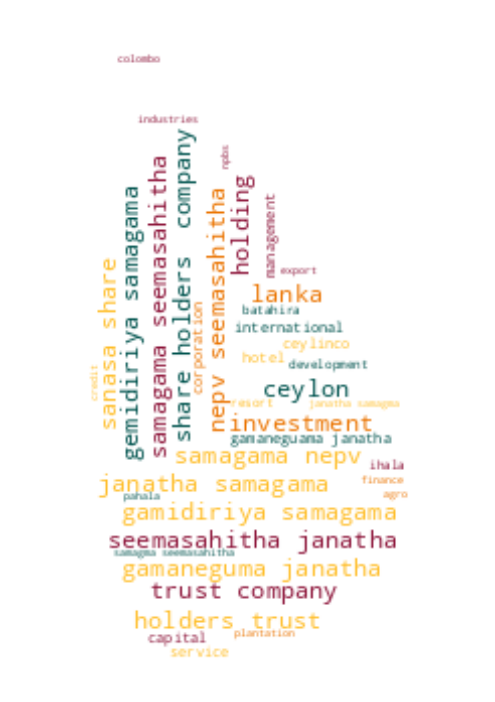 colombo
industries
npbs
company
samagama seemasahitha
gemidiriya samagama
holding
management
nepv seemasahitha
share holders
sanasa share
export
lanka
batahira
corporation
international
ceylinco
hotel
development
credit
ceylon
resort
janatha samagma
investment
gamaneguama janatha
samagama nepv
ihala
janatha samagama
finance
pahala
agro
gamidiriya samagama
seemasahitha janatha
samagma seemasahitha
gamaneguma janatha
trust company
holders trust
capital
plantation
service